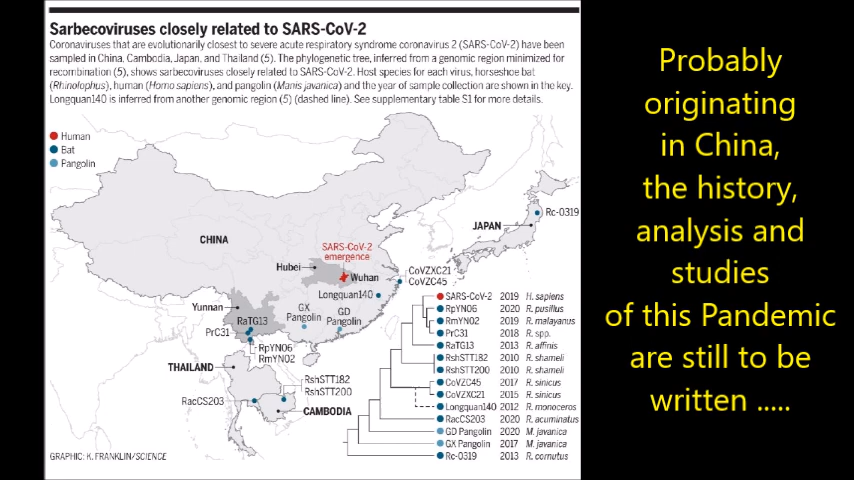 Sarbecoviruses closely related to SARS-CoV-2
Coronaviruses that are evolutionarily closest to severe acute respiratory syndrome coronavirus 2 (SARS-CoV-2) have been
sampled in China, Cambodia, Japan, and Thailand (5). The phylogenetic tree, inferred from a genomic region minimized for
recombination (5), shows sarbecoviruses closely related to SARS-CoV-2. Host species for each virus, horseshoe bat
(Rhinolophus), human (Homo sapiens), and pangolin (Manis javanica) and the year of sample collection are shown in the key.
Longquan140 is inferred from another genomic region (5) (dashed line). See supplementary table S1 for more details.
Human
Bat
Pangolin
Rc-0319
JAPAN
CHINA
SARS-CoV-2
emergence
Hubei
Wuhan
CoVZXC21
CoVZC45
Longquan140
Yunnan
RaTG13
PrC31
GX
Pangolin
GD
Pangolin
RpYN06
RmYN02
THAILAND
RshSTT182
RshSTT200
RacCS203
CAMBODIA
SARS-CoV-2 2019 H. sapiens
RpYN06 2020 R. pusillus
RmYN02 2019 R. malayanus
PrC31 2018 R. spp.
RaTG13 2013 R. affinis
RshSTT182 2010 R. shameli
RshSTT200 2010 R. shameli
CoVZC45 2017 R. sinicus
CoVZXC21 2015 R. sinicus
Longquan140 2012 R. monoceros
RacCS203 2020 R. acuminatus
GD Pangolin 2020 M. javanica
GX Pangolin 2017 M. javanica
Rc-0319 2013 R. cornutus
GRAPHIC: K. FRANKLIN/SCIENCE
Probably
originating
in China,
the history,
analysis and
studies
of this Pandemic
are still to be
written .....